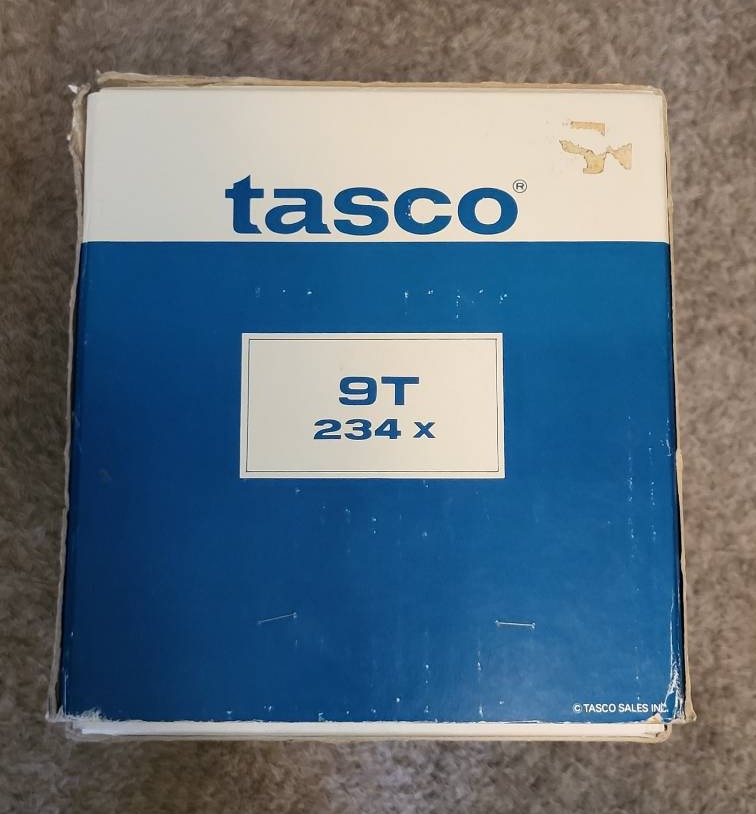 tasco®
9T
234 x
© TASCO SALES INC.